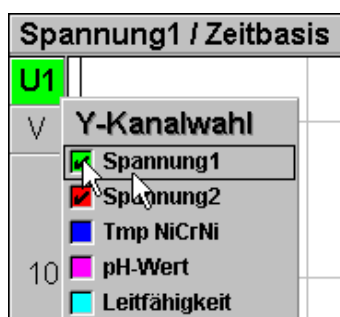 Spannung1 / Zeitbasis
U1
V
Y-Kanalwahl
Spannung1
Spannung2
Tmp NiCrNi
10
pH-Wert
Leitfähigkeit